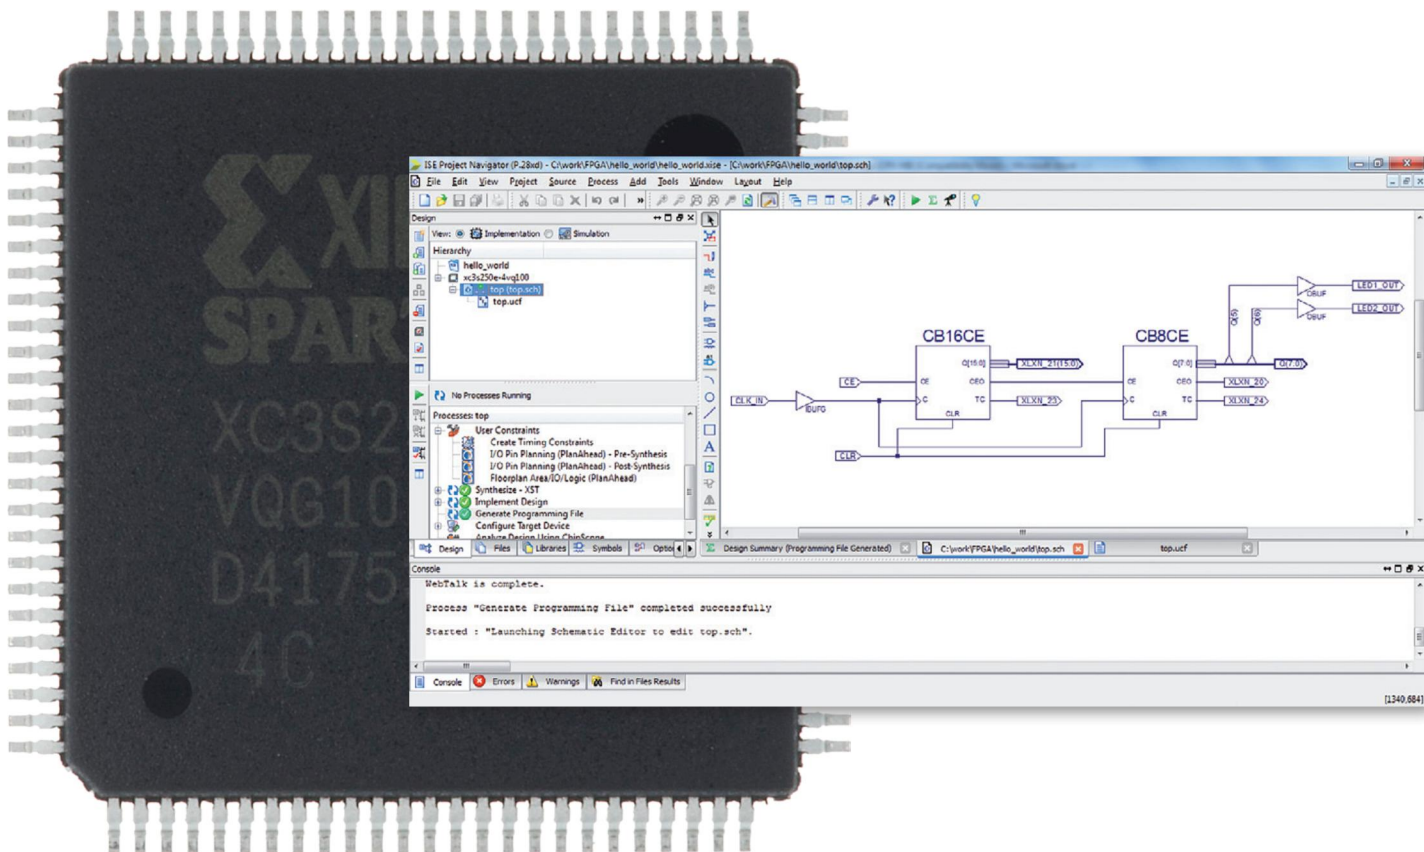 XI
SPAR
XC3S2
VQG10
D4175
4C
ISE Project Navigator (P.28xd) - C:\work\FPGA\hello_world\hello_world.xise - [C:\work\FPGA\hello_world\top.sch]
File Edit View Project Source Process Add Tools Window Layout Help
Design
View: Implementation Simulation
Hierarchy
hello_world
xc3s250e-4vq100
top (top.sch)
top.ucf
No Processes Running
Processes: top
User Constraints
Create Timing Constraints
I/O Pin Planning (PlanAhead) - Pre-Synthesis
I/O Pin Planning (PlanAhead) - Post-Synthesis
Floorplan Area/IO/Logic (PlanAhead)
Synthesize - XST
Implement Design
Generate Programming File
Configure Target Device
Analyze Design Using ChipScope
Design Files Libraries Symbols Optio
LED1_OUT
OBUF
LED2_OUT
OBUF
Q(5)
Q(6)
CB16CE
CB8CE
Q[15:0]
XLXN_21(15:0)
Q[7:0]
Q(7:0)
CE
CE
CEO
CE
CEO
XLXN_20
CLK_IN
IBUFG
C
TC
XLXN_23
C
TC
XLXN_24
CLR
CLR
CLR
Design Summary (Programming File Generated) C:\work\FPGA\hello_world\top.sch top.ucf
Console
WebTalk is complete.
Process "Generate Programming File" completed successfully
Started : "Launching Schematic Editor to edit top.sch".
Console Errors Warnings Find in Files Results
[1340,684]